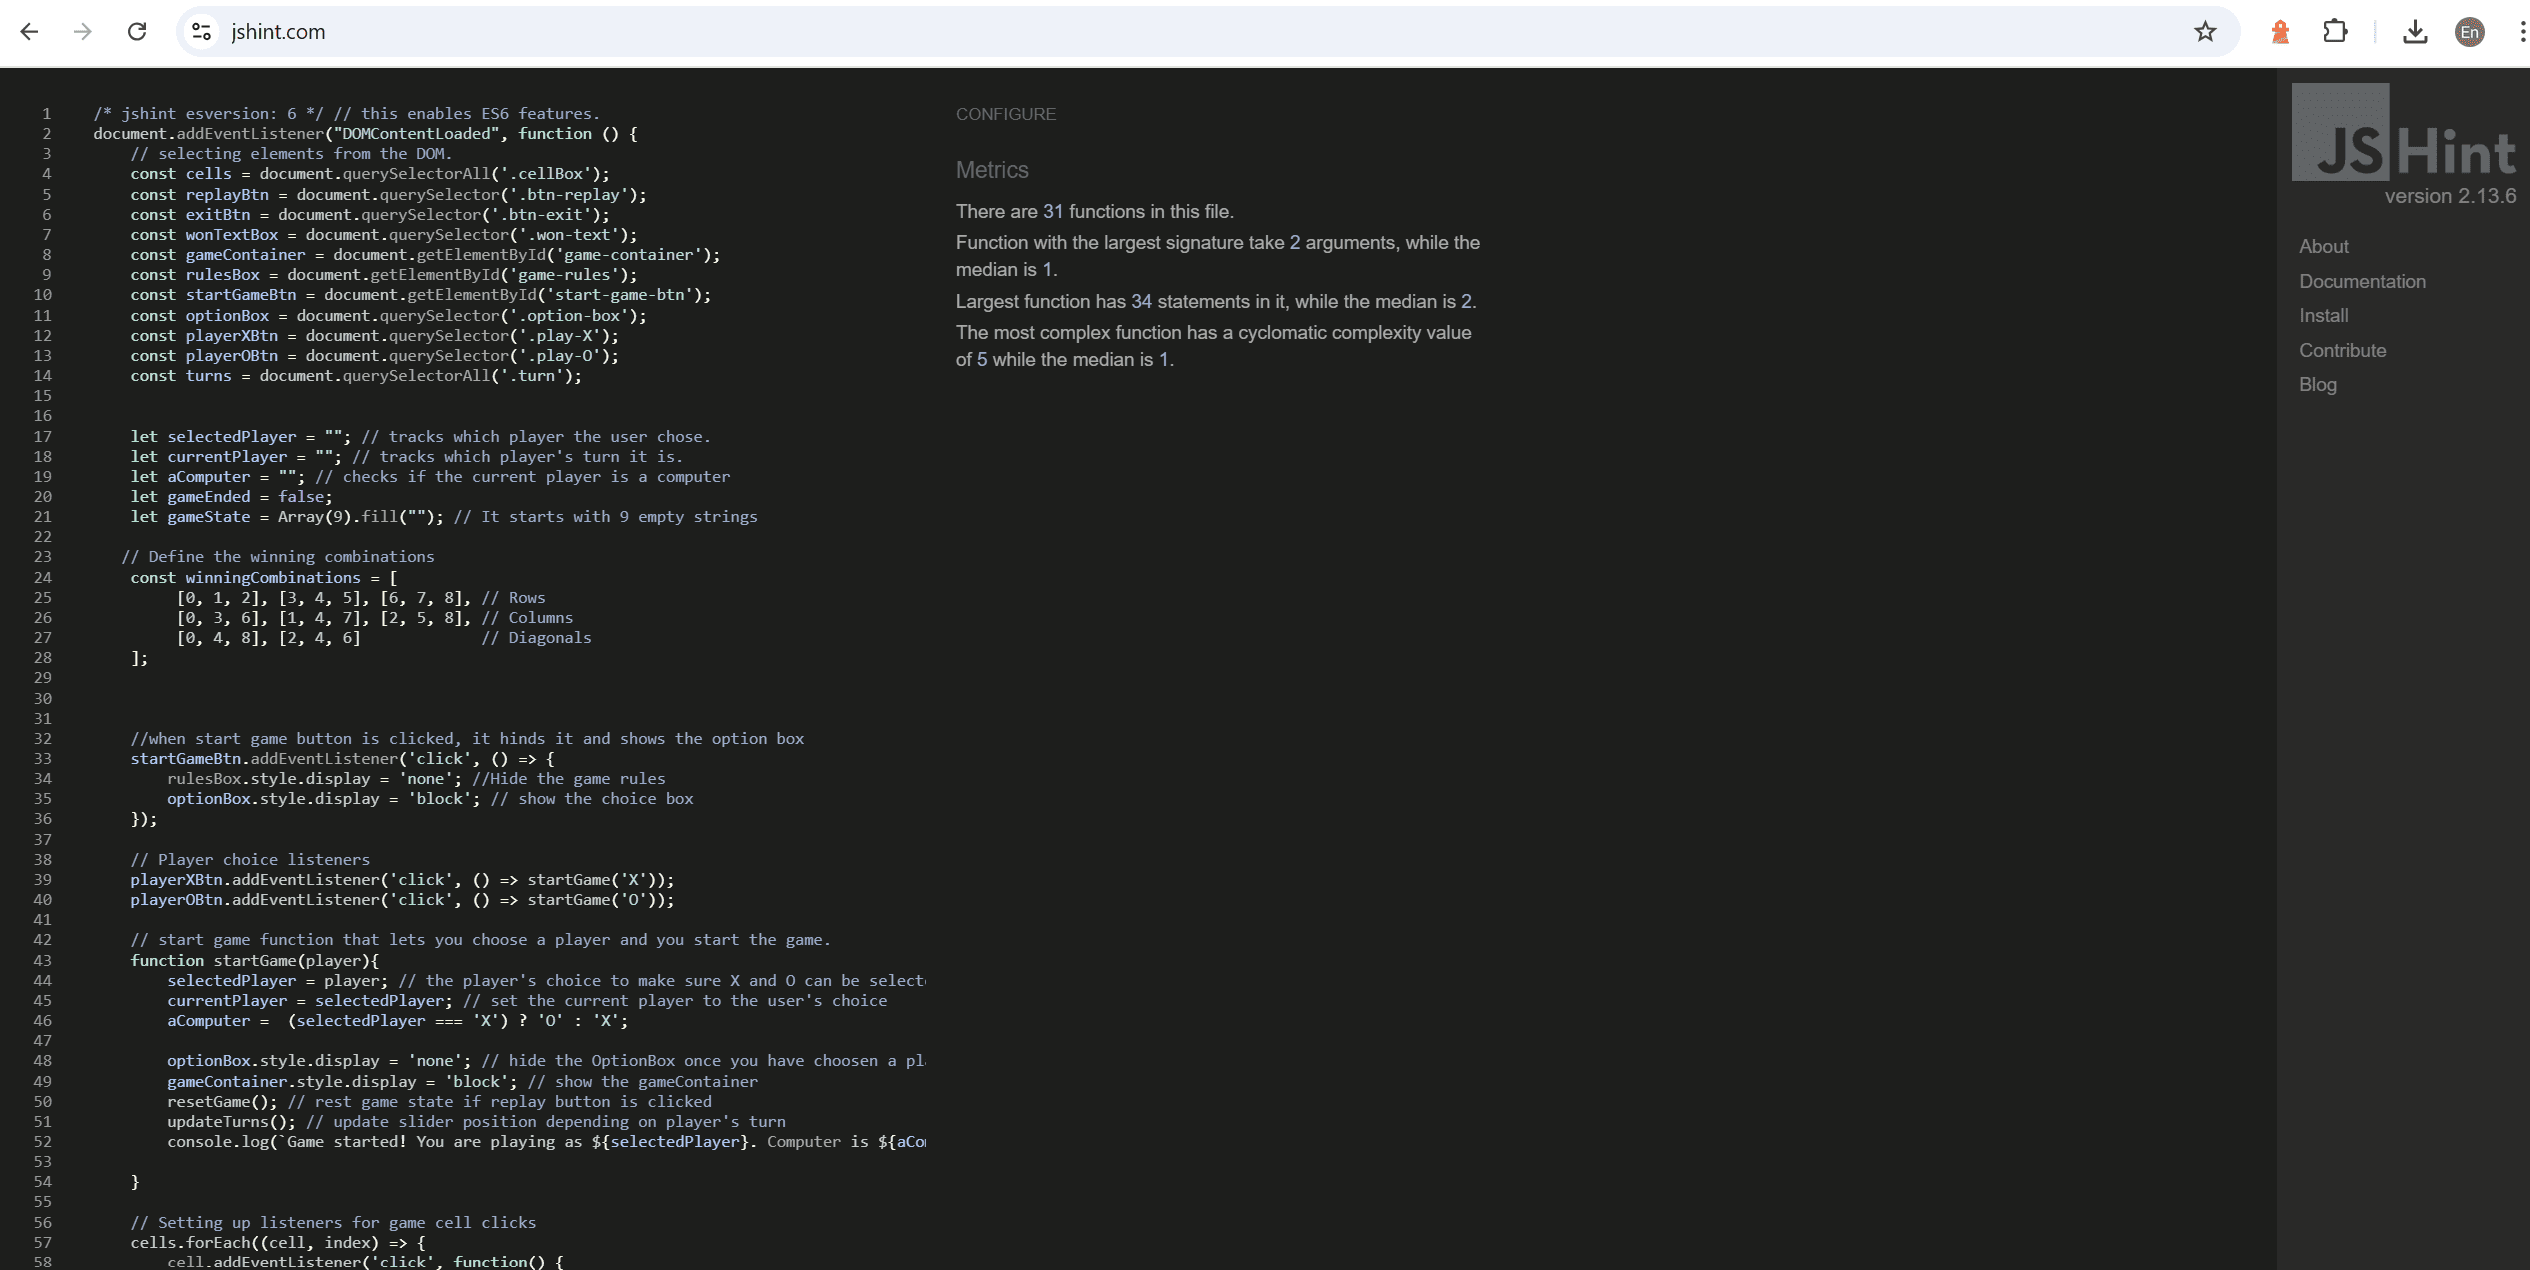 jshint.com
En
1 /* jshint esversion: 6 */ // this enables ES6 features.
2 document.addEventListener("DOMContentLoaded", function () {
3 // selecting elements from the DOM.
4 const cells = document.querySelectorAll('.cellBox');
5 const replayBtn = document.querySelector('.btn-replay');
6 const exitBtn = document.querySelector('.btn-exit');
7 const wonTextBox = document.querySelector('.won-text');
8 const gameContainer = document.getElementById('game-container');
9 const rulesBox = document.getElementById('game-rules');
10 const startGameBtn = document.getElementById('start-game-btn');
11 const optionBox = document.querySelector('.option-box');
12 const playerXBtn = document.querySelector('.play-X');
13 const playerOBtn = document.querySelector('.play-O');
14 const turns = document.querySelectorAll('.turn');
15
16
17 let selectedPlayer = ""; // tracks which player the user chose.
18 let currentPlayer = ""; // tracks which player's turn it is.
19 let aComputer = ""; // checks if the current player is a computer
20 let gameEnded = false;
21 let gameState = Array(9).fill(""); // It starts with 9 empty strings
22
23 // Define the winning combinations
24 const winningCombinations = [
25 [0, 1, 2], [3, 4, 5], [6, 7, 8], // Rows
26 [0, 3, 6], [1, 4, 7], [2, 5, 8], // Columns
27 [0, 4, 8], [2, 4, 6] // Diagonals
28 ];
29
30
31
32 //when start game button is clicked, it hinds it and shows the option box
33 startGameBtn.addEventListener('click', () => {
34 rulesBox.style.display = 'none'; //Hide the game rules
35 optionBox.style.display = 'block'; // show the choice box
36 });
37
38 // Player choice listeners
39 playerXBtn.addEventListener('click', () => startGame('X'));
40 playerOBtn.addEventListener('click', () => startGame('O'));
41
42 // start game function that lets you choose a player and you start the game.
43 function startGame(player){
44 selectedPlayer = player; // the player's choice to make sure X and O can be select
45 currentPlayer = selectedPlayer; // set the current player to the user's choice
46 aComputer =  (selectedPlayer === 'X') ? 'O' : 'X';
47
48 optionBox.style.display = 'none'; // hide the OptionBox once you have choosen a pl
49 gameContainer.style.display = 'block'; // show the gameContainer
50 resetGame(); // rest game state if replay button is clicked
51 updateTurns(); // update slider position depending on player's turn
52 console.log(`Game started! You are playing as ${selectedPlayer}. Computer is ${aCo
53
54 }
55
56 // Setting up listeners for game cell clicks
57 cells.forEach((cell, index) => {
58 cell.addEventListener('click', function() {
CONFIGURE
Metrics
There are 31 functions in this file.
Function with the largest signature take 2 arguments, while the
median is 1.
Largest function has 34 statements in it, while the median is 2.
The most complex function has a cyclomatic complexity value
of 5 while the median is 1.
JSHint
version 2.13.6
About
Documentation
Install
Contribute
Blog